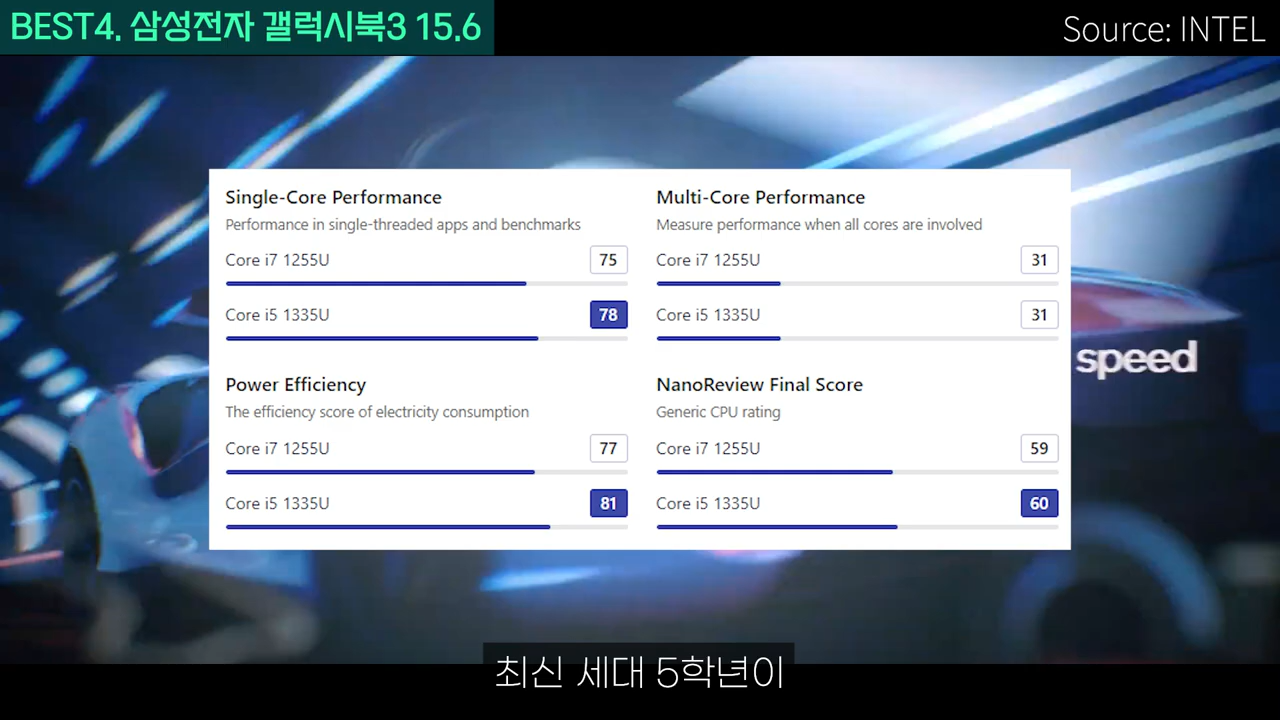 BEST4. 삼성전자 갤럭시북3 15.6
Source: INTEL
Single-Core Performance
Performance in single-threaded apps and benchmarks
Core i7 1255U 75
Core i5 1335U 78
Multi-Core Performance
Measure performance when all cores are involved
Core i7 1255U 31
Core i5 1335U 31
speed
Power Efficiency
The efficiency score of electricity consumption
Core i7 1255U 77
Core i5 1335U 81
NanoReview Final Score
Generic CPU rating
Core i7 1255U 59
Core i5 1335U 60
최신 세대 5학년이